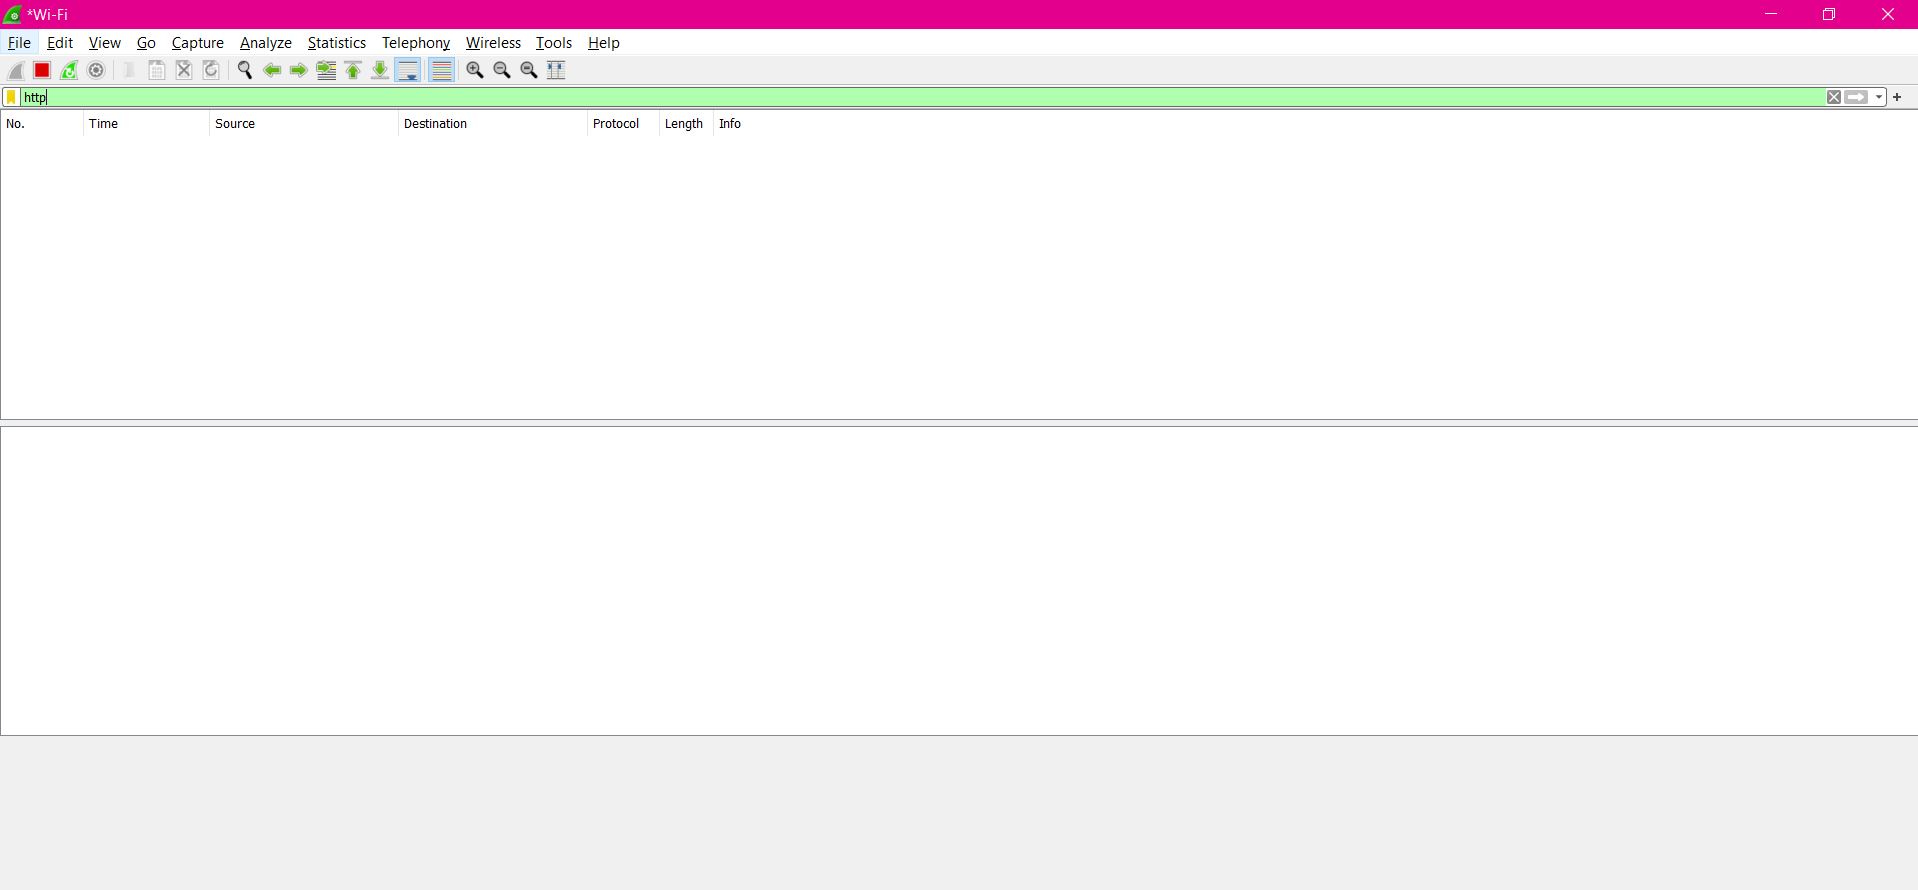 *Wi-Fi
File Edit View Go Capture Analyze Statistics Telephony Wireless Tools Help
http
No. Time Source Destination Protocol Length Info